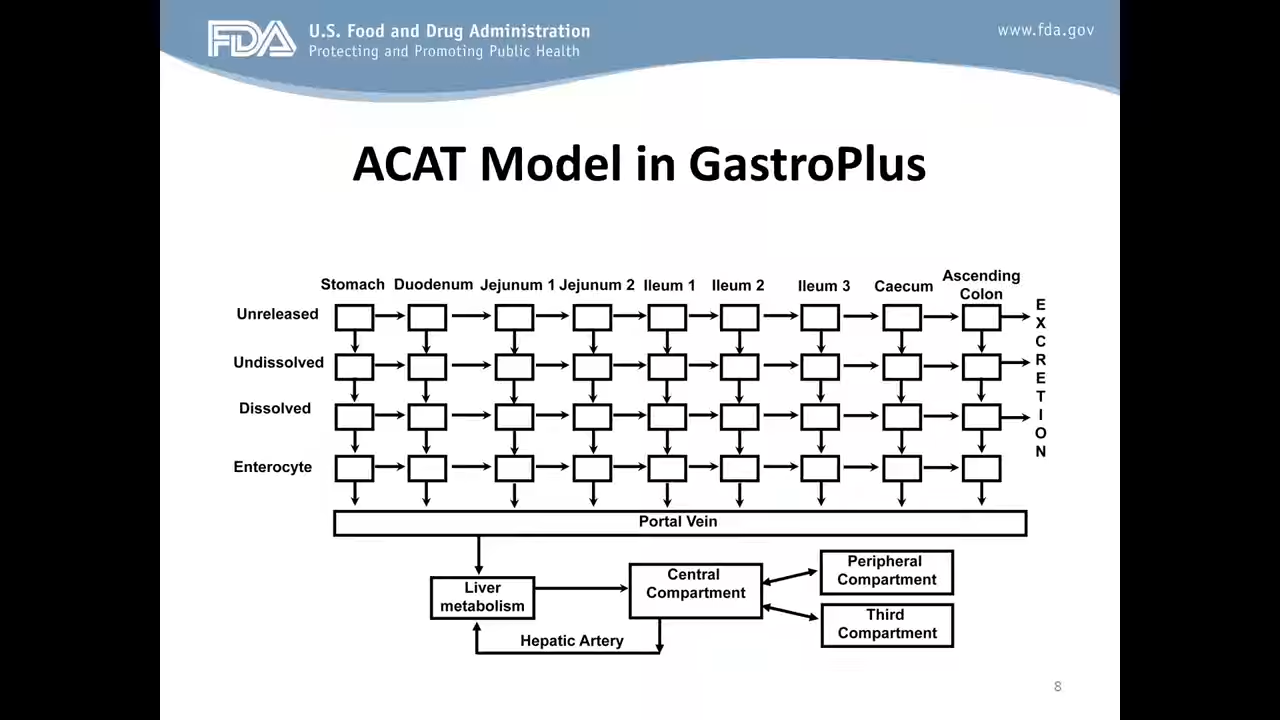 FDA
U.S. Food and Drug Administration
Protecting and Promoting Public Health
www.fda.gov
ACAT Model in GastroPlus
Stomach Duodenum Jejunum 1 Jejunum 2 Ileum 1 Ileum 2 Ileum 3 Caecum Ascending
Colon
Unreleased
Undissolved
Dissolved
Enterocyte
EXCRETION
Portal Vein
Liver
metabolism
Central
Compartment
Peripheral
Compartment
Third
Compartment
Hepatic Artery
8